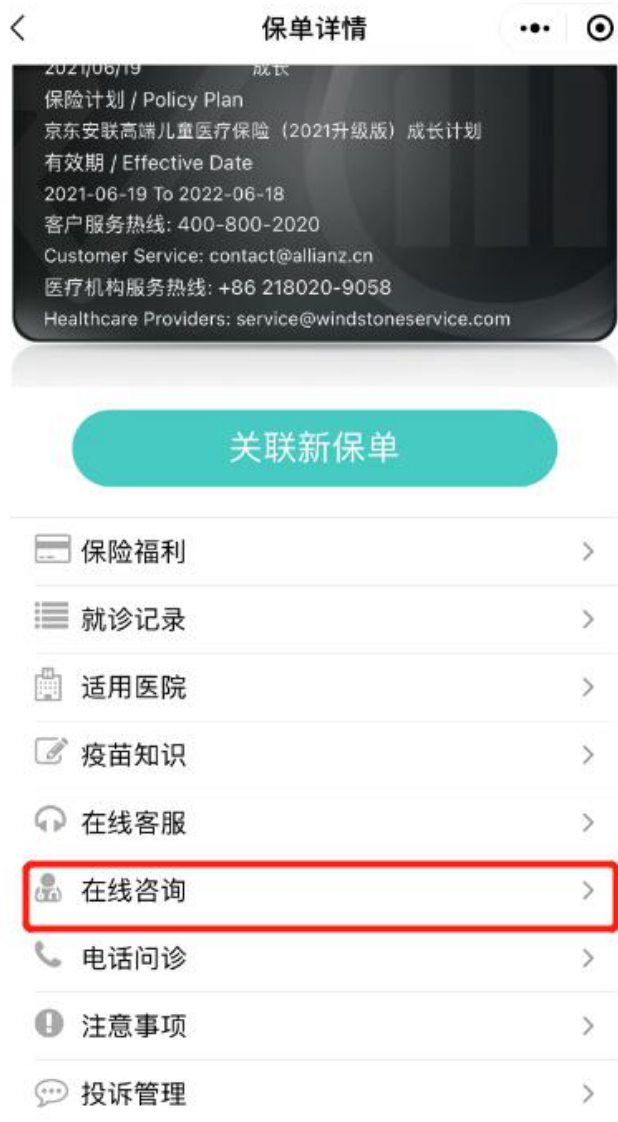 保单详情
2021/06/19 成长
保险计划 / Policy Plan
京东安联高端儿童医疗保险（2021升级版）成长计划
有效期 / Effective Date
2021-06-19 To 2022-06-18
客户服务热线: 400-800-2020
Customer Service: contact@allianz.cn
医疗机构服务热线: +86 218020-9058
Healthcare Providers: service@windstoneservice.com
关联新保单
保险福利
就诊记录
适用医院
疫苗知识
在线客服
在线咨询
电话问诊
注意事项
投诉管理